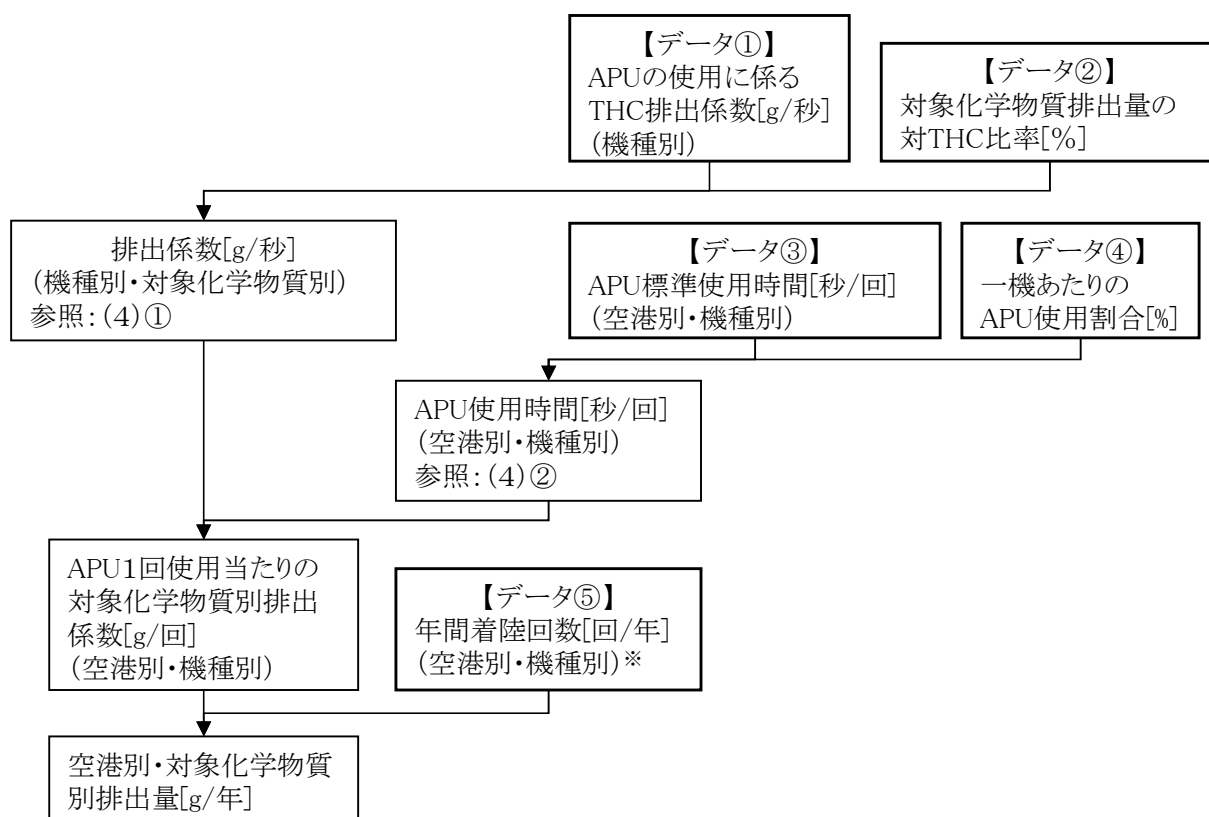 【データ①】
APUの使用に係る
THC排出係数[g/秒]
(機種別)
【データ②】
対象化学物質排出量の
対THC比率[%]
排出係数[g/秒]
(機種別・対象化学物質別)
参照:(4)①
【データ③】
APU標準使用時間[秒/回]
(空港別・機種別)
【データ④】
一機あたりの
APU使用割合[%]
APU使用時間[秒/回]
(空港別・機種別)
参照:(4)②
APU1回使用当たりの
対象化学物質別排出
係数[g/回]
(空港別・機種別)
【データ⑤】
年間着陸回数[回/年]
(空港別・機種別)※
空港別・対象化学物質
別排出量[g/年]